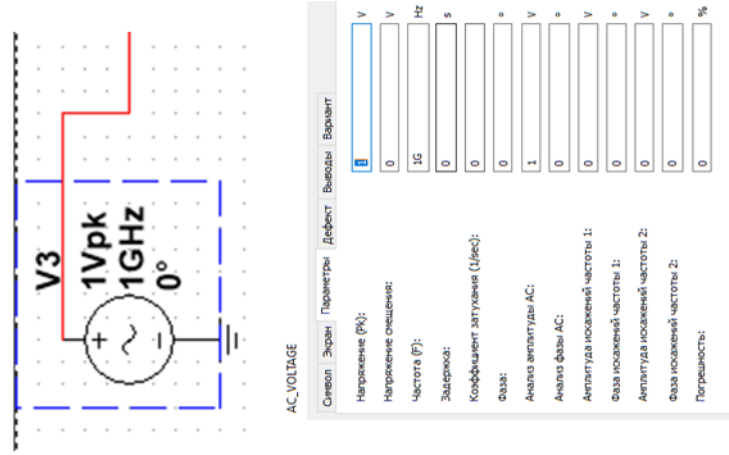 V3
1Vpk
1GHz
0°
+
~
−
AC_VOLTAGE
Символ Экран Параметры Дефект Выводы Вариант
Напряжение (PK): 1 V
Напряжение смещения: 0 V
Частота (F): 1G Hz
Задержка: 0 s
Коэффициент затухания (1/sec): 0
Фаза: 0 °
Анализ амплитуды AC: 1 V
Анализ фазы AC: 0 °
Амплитуда искажений частоты 1: 0 V
Фаза искажений частоты 1: 0 °
Амплитуда искажений частоты 2: 0 V
Фаза искажений частоты 2: 0 °
Погрешность: 0 %